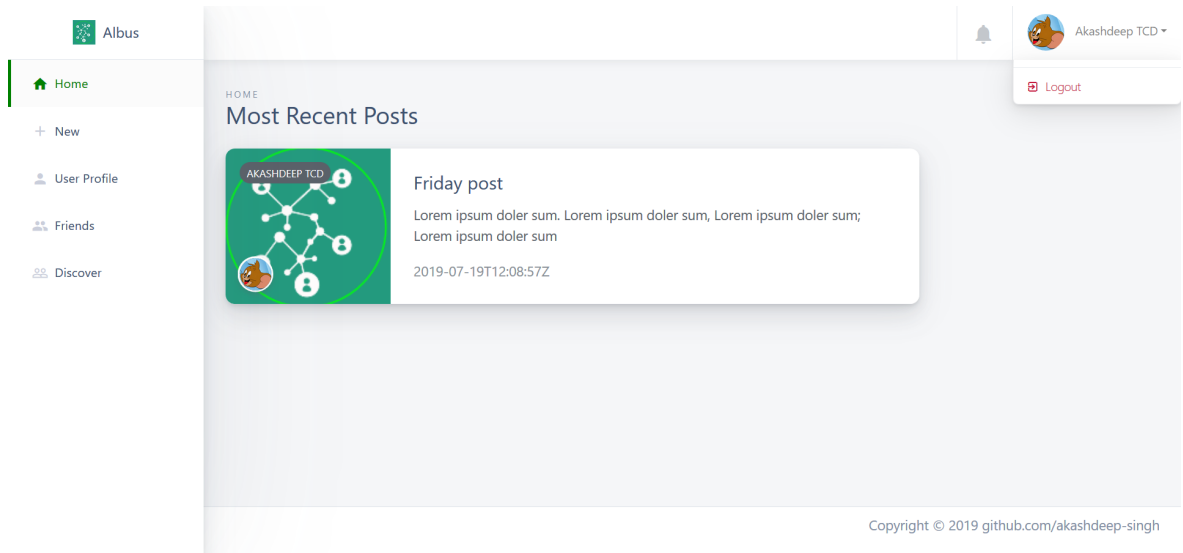 Albus
Akashdeep TCD
Logout
Home
New
User Profile
Friends
Discover
HOME
Most Recent Posts
AKASHDEEP TCD
Friday post
Lorem ipsum doler sum. Lorem ipsum doler sum, Lorem ipsum doler sum;
Lorem ipsum doler sum
2019-07-19T12:08:57Z
Copyright © 2019 github.com/akashdeep-singh